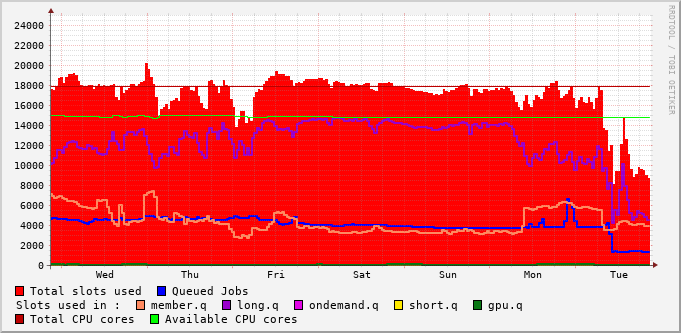 24000
22000
20000
18000
16000
14000
12000
10000
8000
6000
4000
2000
0
Wed Thu Fri Sat Sun Mon Tue
RRDTOOL / TOBI OETIKER
Total slots used Queued Jobs
Slots used in : member.q long.q ondemand.q short.q gpu.q
Total CPU cores Available CPU cores